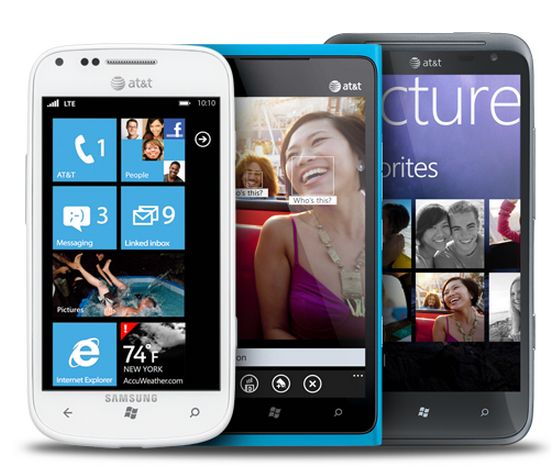 at&t
LTE
10:10
1
AT&T
People
3
Messaging
9
Linked inbox
Pictures
Internet Explorer
74°F
NEW YORK
AccuWeather.com
SAMSUNG
at&t
o's this?
Who's this?
on
at&t
cture
orites